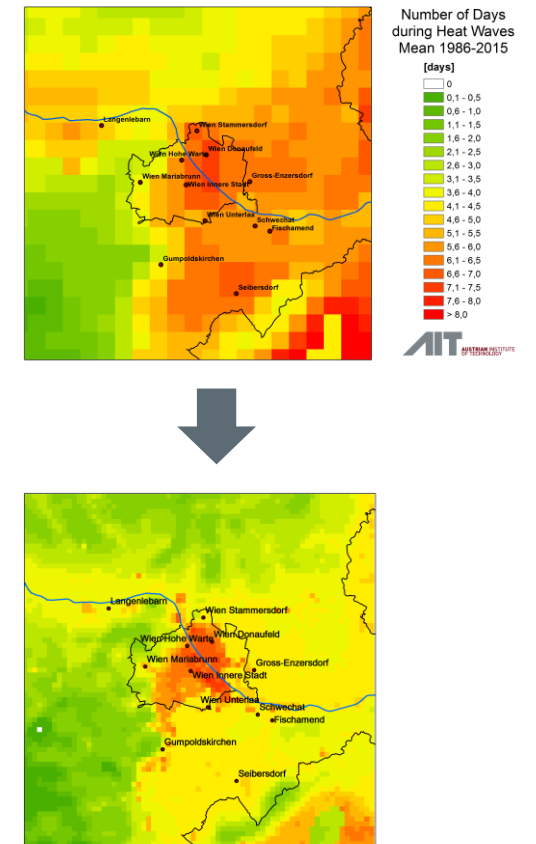 Number of Days
during Heat Waves
Mean 1986-2015
[days]
0
0,1 - 0,5
0,6 - 1,0
1,1 - 1,5
1,6 - 2,0
2,1 - 2,5
2,6 - 3,0
3,1 - 3,5
3,6 - 4,0
4,1 - 4,5
4,6 - 5,0
5,1 - 5,5
5,6 - 6,0
6,1 - 6,5
6,6 - 7,0
7,1 - 7,5
7,6 - 8,0
> 8,0
AIT AUSTRIAN INSTITUTE
OF TECHNOLOGY
Langenlebarn
Wien Stammersdorf
Wien Hohe Warte
Wien Donaufeld
Wien Mariabrunn
Wien Innere Stadt
Gross-Enzersdorf
Wien Unterlaa
Schwechat
Fischamend
Gumpoldskirchen
Seibersdorf
Langenlebarn
Wien Stammersdorf
Wien Hohe Warte
Wien Donaufeld
Wien Mariabrunn
Wien Innere Stadt
Gross-Enzersdorf
Wien Unterlaa
Schwechat
Fischamend
Gumpoldskirchen
Seibersdorf